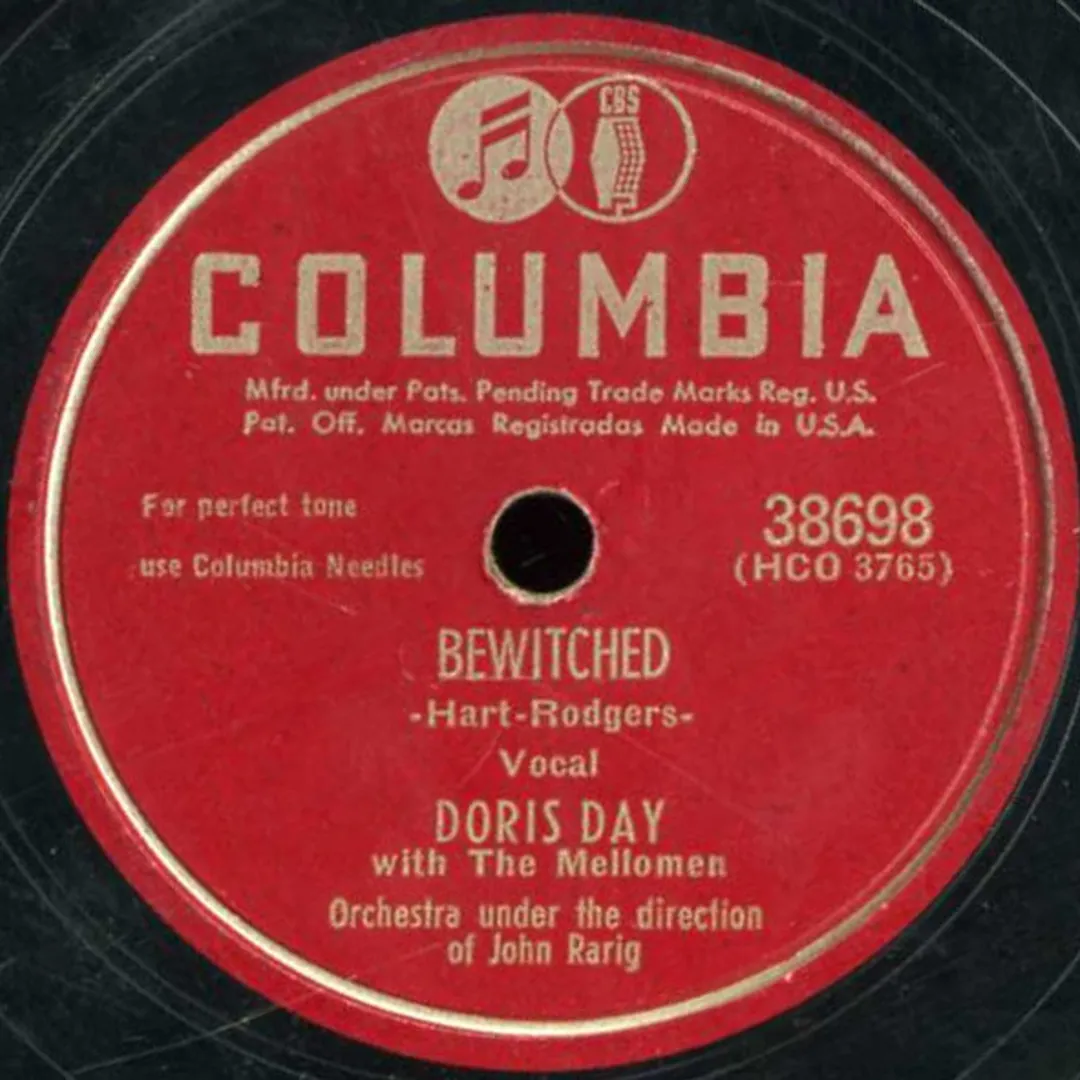 CBS
COLUMBIA
Mfrd. under Pats. Pending Trade Marks Reg. U.S.
Pat. Off. Marcas Registradas Made in U.S.A.
For perfect tone
use Columbia Needles
38698
(HCO 3765)
BEWITCHED
-Hart-Rodgers-
Vocal
DORIS DAY
with The Mellomen
Orchestra under the direction
of John Rarig